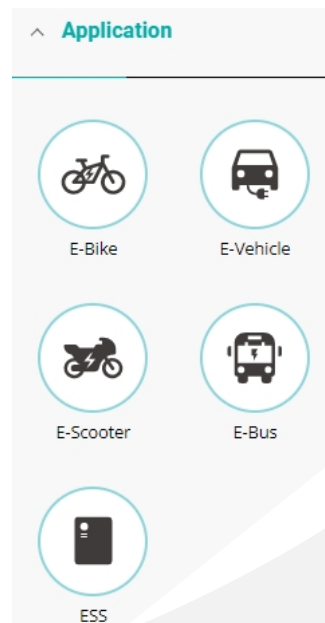 Application
E-Bike
E-Vehicle
E-Scooter
E-Bus
ESS